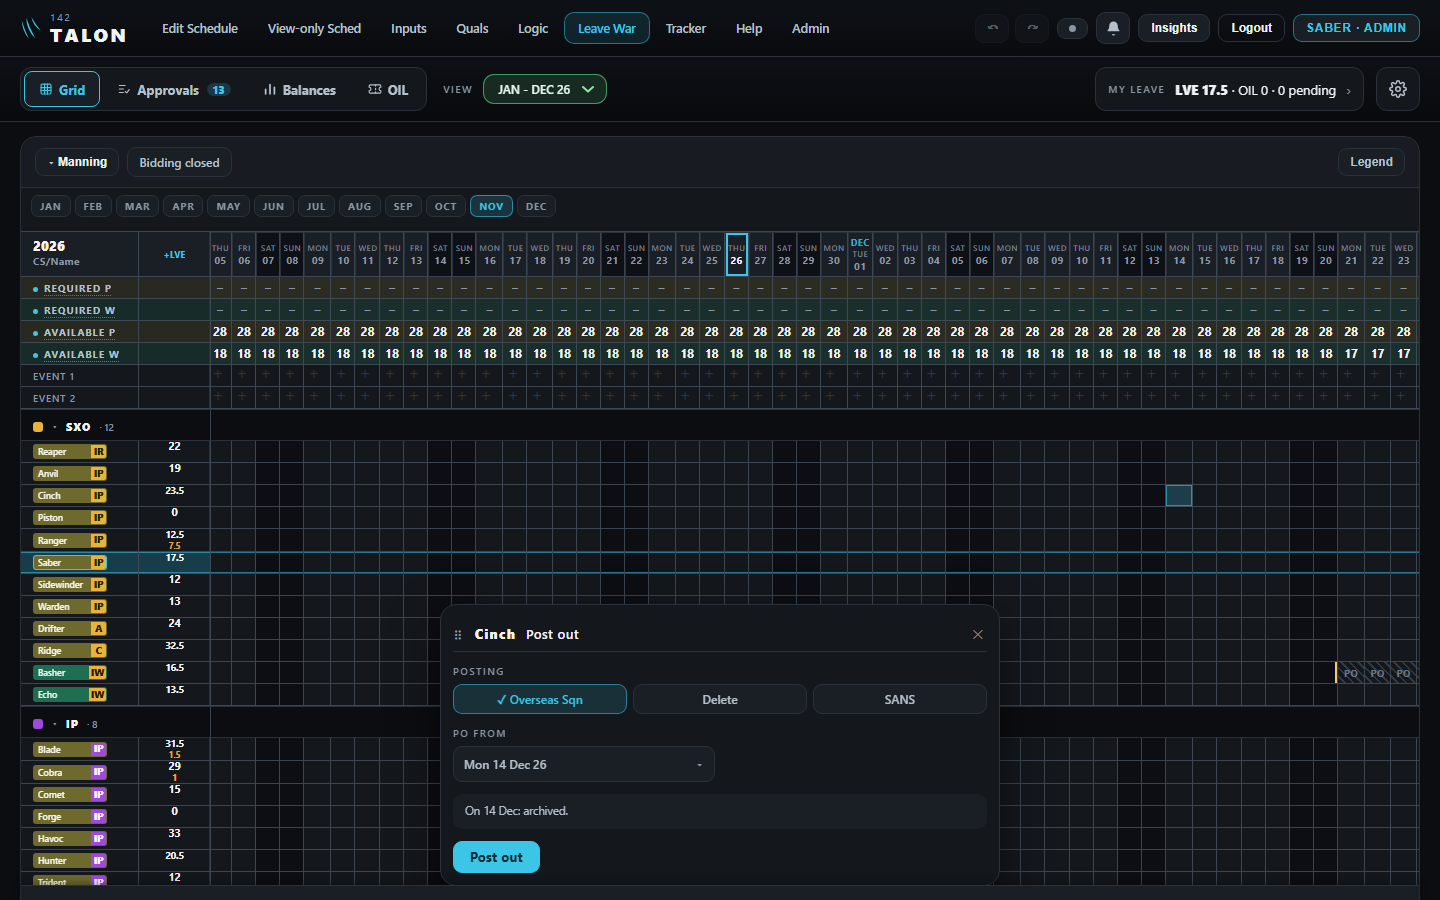 142
TALON
Edit Schedule View-only Sched Inputs Quals Logic Leave War Tracker Help Admin
Insights Logout SABER · ADMIN
Grid Approvals 13 Balances OIL VIEW JAN - DEC 26
MY LEAVE LVE 17.5 · OIL 0 · 0 pending ›
Manning Bidding closed Legend
JAN FEB MAR APR MAY JUN JUL AUG SEP OCT NOV DEC
2026
CS/Name
+LVE
THU FRI SAT SUN MON TUE WED THU FRI SAT SUN MON TUE WED THU FRI SAT SUN MON TUE WED THU FRI SAT SUN MON DEC TUE WED THU FRI SAT SUN MON TUE WED THU FRI SAT SUN MON TUE WED THU FRI SAT SUN MON TUE WED
05 06 07 08 09 10 11 12 13 14 15 16 17 18 19 20 21 22 23 24 25 26 27 28 29 30 01 02 03 04 05 06 07 08 09 10 11 12 13 14 15 16 17 18 19 20 21 22 23
REQUIRED P – – – – – – – – – – – – – – – – – – – – – – – – – – – – – – – – – – – – – – – – – – – – – – – – –
REQUIRED W – – – – – – – – – – – – – – – – – – – – – – – – – – – – – – – – – – – – – – – – – – – – – – – – –
AVAILABLE P 28 28 28 28 28 28 28 28 28 28 28 28 28 28 28 28 28 28 28 28 28 28 28 28 28 28 28 28 28 28 28 28 28 28 28 28 28 28 28 28 28 28 28 28 28 28 28 28 28
AVAILABLE W 18 18 18 18 18 18 18 18 18 18 18 18 18 18 18 18 18 18 18 18 18 18 18 18 18 18 18 18 18 18 18 18 18 18 18 18 18 18 18 18 18 18 18 18 18 18 17 17 17
EVENT 1 + + + + + + + + + + + + + + + + + + + + + + + + + + + + + + + + + + + + + + + + + + + + + + + + +
EVENT 2 + + + + + + + + + + + + + + + + + + + + + + + + + + + + + + + + + + + + + + + + + + + + + + + + +
SXO · 12
Reaper IR 22
Anvil IP 19
Cinch IP 23.5
Piston IP 0
Ranger IP 12.5
7.5
Saber IP 17.5
Sidewinder IP 12
Warden IP 13
Drifter A 24
Ridge C 32.5
Basher IW 16.5 PO PO PO
Echo IW 13.5
IP · 8
Blade IP 31.5
1.5
Cobra IP 29
1
Comet IP 15
Forge IP 0
Havoc IP 33
Hunter IP 20.5
Trident IP 12
Cinch Post out
POSTING
✓ Overseas Sqn Delete SANS
PO FROM
Mon 14 Dec 26
On 14 Dec: archived.
Post out